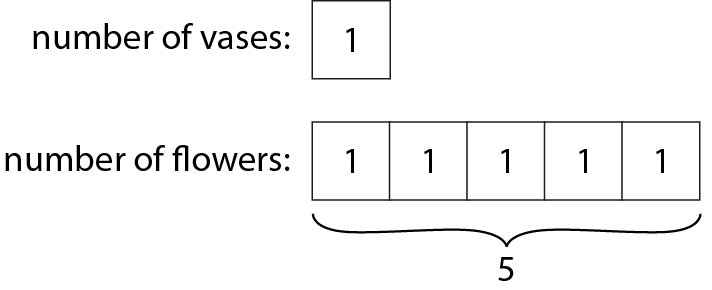 number of vases: 1
number of flowers: 1 1 1 1 1
5